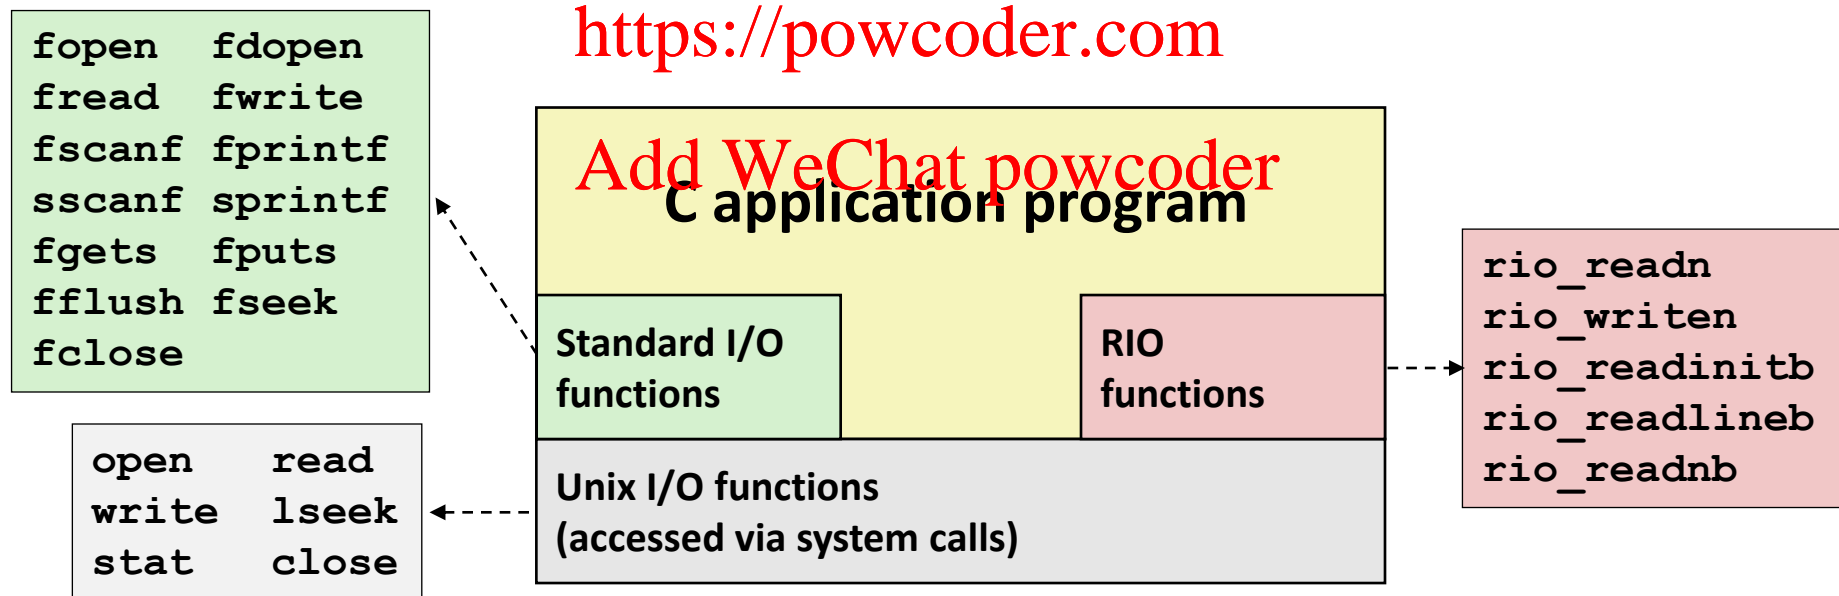 https://powcoder.com
fopen fdopen
fread fwrite
fscanf fprintf
sscanf sprintf
fgets fputs
fflush fseek
fclose
Add WeChat powcoder
C application program
Standard I/O
functions
RIO
functions
rio_readn
rio_writen
rio_readinitb
rio_readlineb
rio_readnb
open read
write lseek
stat close
Unix I/O functions
(accessed via system calls)